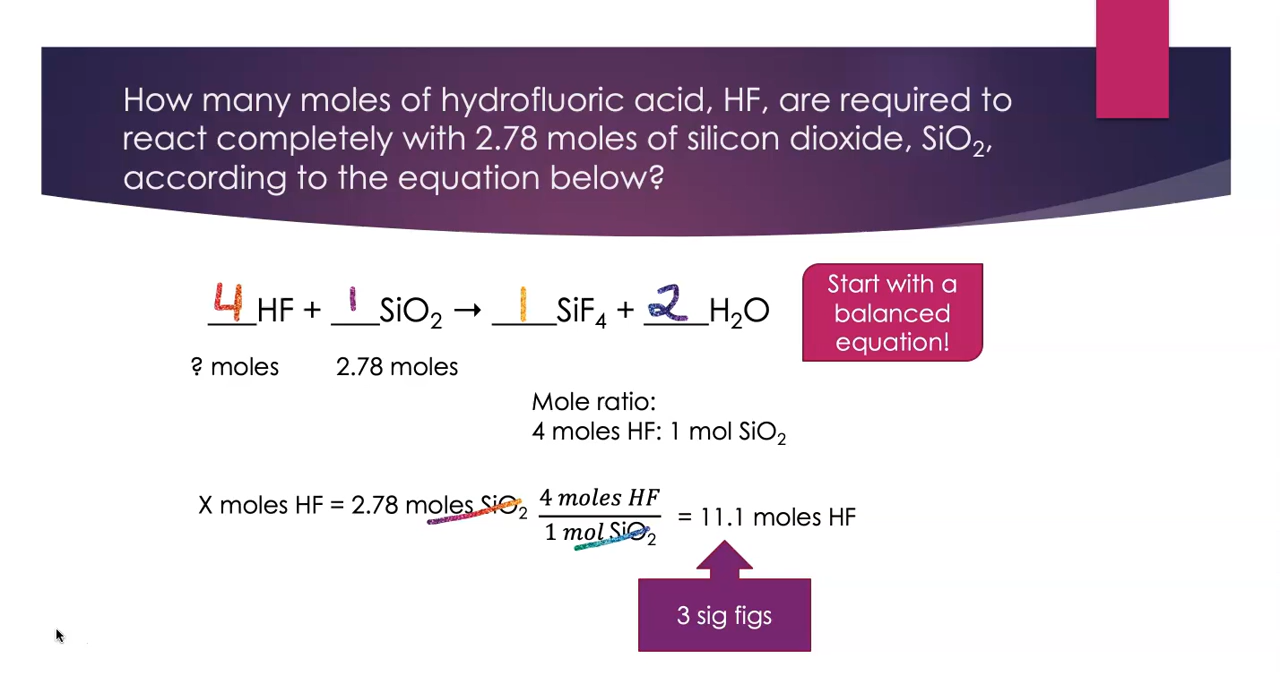 How many moles of hydrofluoric acid, HF, are required to
react completely with 2.78 moles of silicon dioxide, SiO₂,
according to the equation below?
4 HF + 1 SiO₂ → 1 SiF₄ + 2 H₂O
Start with a
balanced
equation!
? moles 2.78 moles
Mole ratio:
4 moles HF: 1 mol SiO₂
X moles HF = 2.78 moles SiO₂ 4 moles HF / 1 mol SiO₂ = 11.1 moles HF
3 sig figs